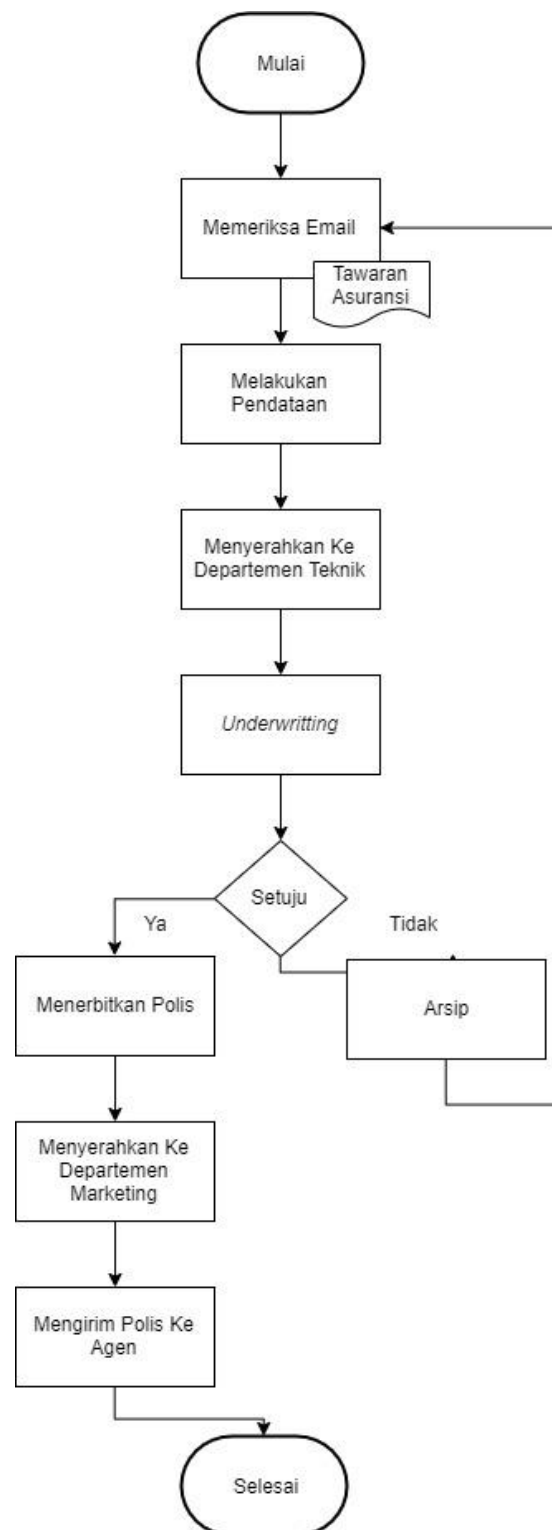 Mulai
Memeriksa Email
Tawaran
Asuransi
Melakukan
Pendataan
Menyerahkan Ke
Departemen Teknik
Underwritting
Setuju
Ya
Tidak
Menerbitkan Polis
Arsip
Menyerahkan Ke
Departemen
Marketing
Mengirim Polis Ke
Agen
Selesai